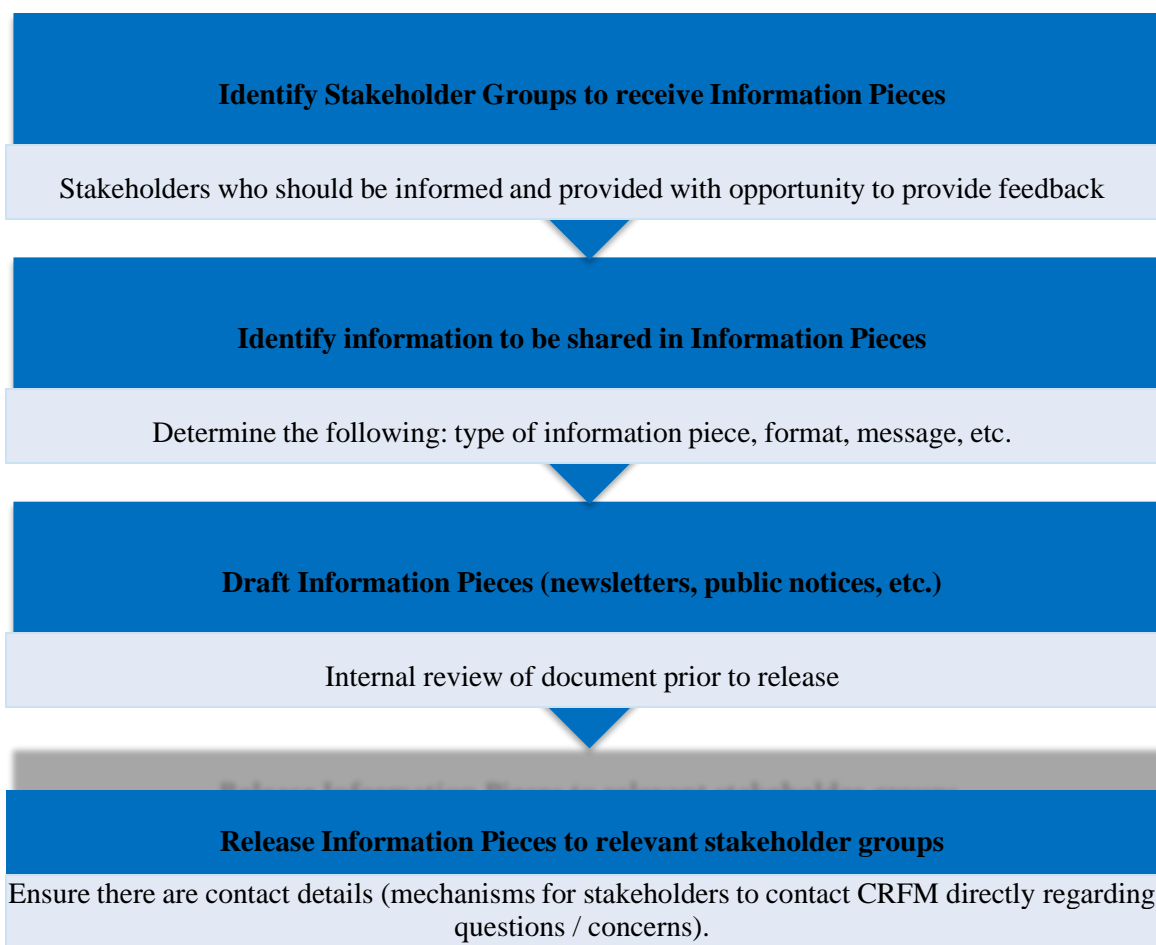 Identify Stakeholder Groups to receive Information Pieces
Stakeholders who should be informed and provided with opportunity to provide feedback
Identify information to be shared in Information Pieces
Determine the following: type of information piece, format, message, etc.
Draft Information Pieces (newsletters, public notices, etc.)
Internal review of document prior to release
Release Information Pieces to relevant stakeholder groups
Ensure there are contact details (mechanisms for stakeholders to contact CRFM directly regarding
questions / concerns).